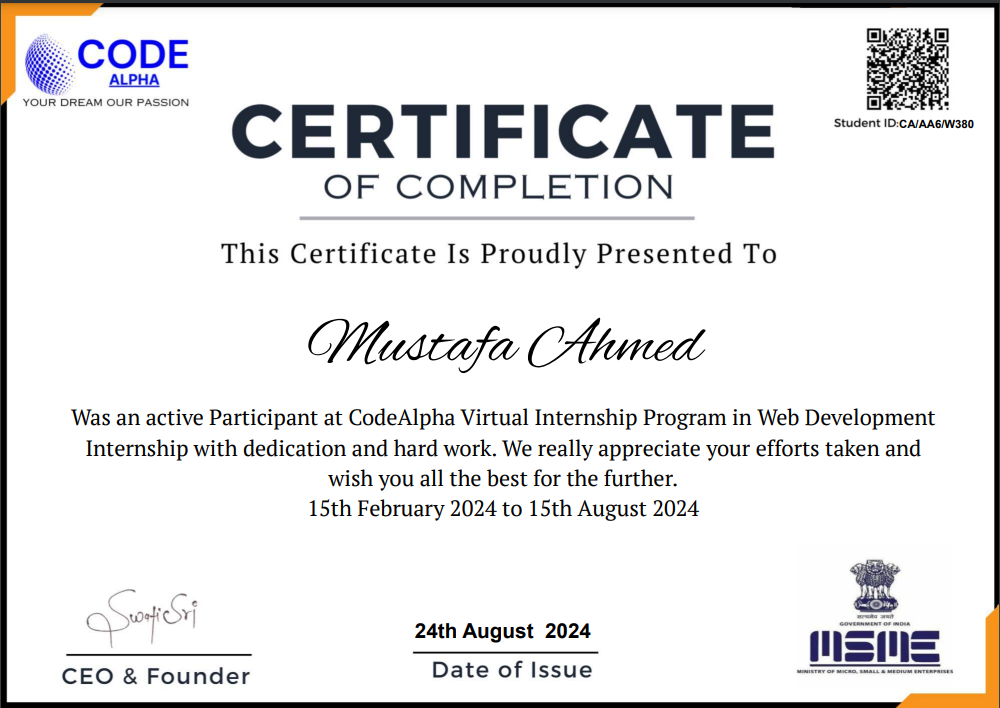 CODE
ALPHA
YOUR DREAM OUR PASSION
Student ID:CA/AA6/W380
CERTIFICATE
OF COMPLETION
This Certificate Is Proudly Presented To
Mustafa Ahmed
Was an active Participant at CodeAlpha Virtual Internship Program in Web Development
Internship with dedication and hard work. We really appreciate your efforts taken and
wish you all the best for the further.
15th February 2024 to 15th August 2024
SwatiSri
CEO & Founder
24th August 2024
Date of Issue
सत्यमेव जयते
GOVERNMENT OF INDIA
MSME
MINISTRY OF MICRO, SMALL & MEDIUM ENTERPRISES